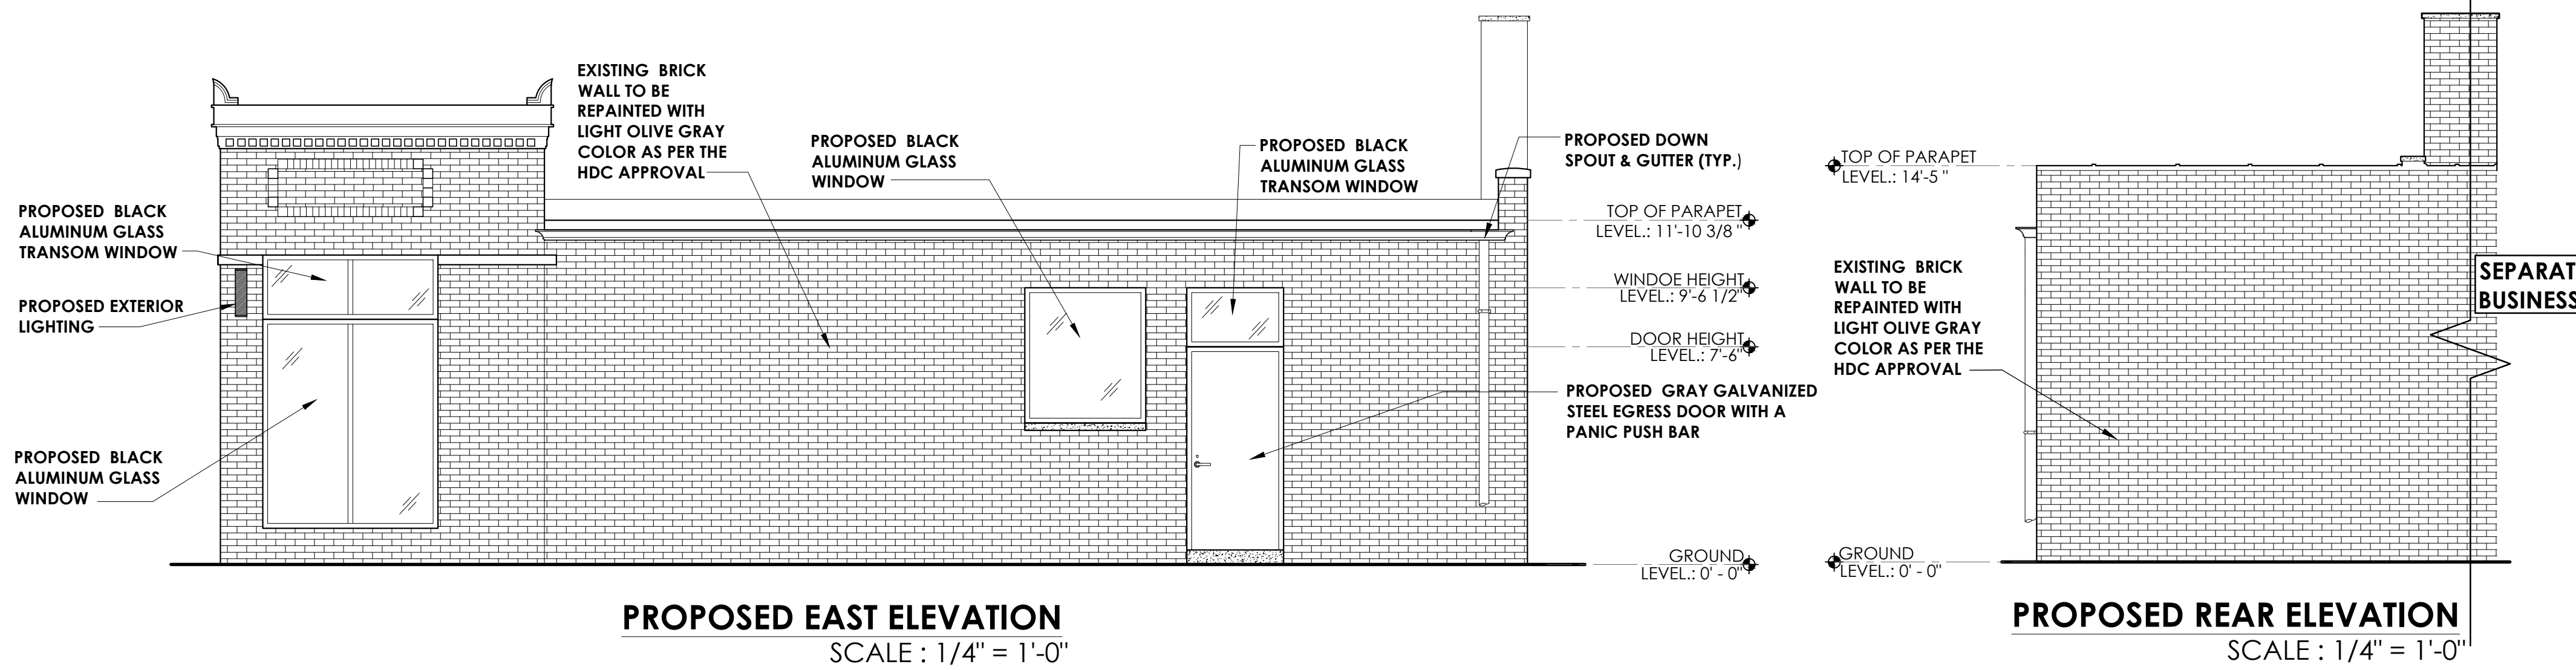 EXISTING BRICK
WALL TO BE
REPAINTED WITH
LIGHT OLIVE GRAY
COLOR AS PER THE
HDC APPROVAL
PROPOSED BLACK
ALUMINUM GLASS
WINDOW
PROPOSED BLACK
ALUMINUM GLASS
TRANSOM WINDOW
PROPOSED DOWN
SPOUT & GUTTER (TYP.)
PROPOSED BLACK
ALUMINUM GLASS
TRANSOM WINDOW
PROPOSED EXTERIOR
LIGHTING
PROPOSED BLACK
ALUMINUM GLASS
WINDOW
TOP OF PARAPET
LEVEL.: 11'-10 3/8 "
WINDOE HEIGHT
LEVEL.: 9'-6 1/2"
DOOR HEIGHT
LEVEL.: 7'-6"
PROPOSED GRAY GALVANIZED
STEEL EGRESS DOOR WITH A
PANIC PUSH BAR
GROUND
LEVEL.: 0' - 0"
PROPOSED EAST ELEVATION
SCALE : 1/4" = 1'-0"
TOP OF PARAPET
LEVEL.: 14'-5 "
EXISTING BRICK
WALL TO BE
REPAINTED WITH
LIGHT OLIVE GRAY
COLOR AS PER THE
HDC APPROVAL
SEPARAT
BUSINESS
GROUND
LEVEL.: 0' - 0"
PROPOSED REAR ELEVATION
SCALE : 1/4" = 1'-0"